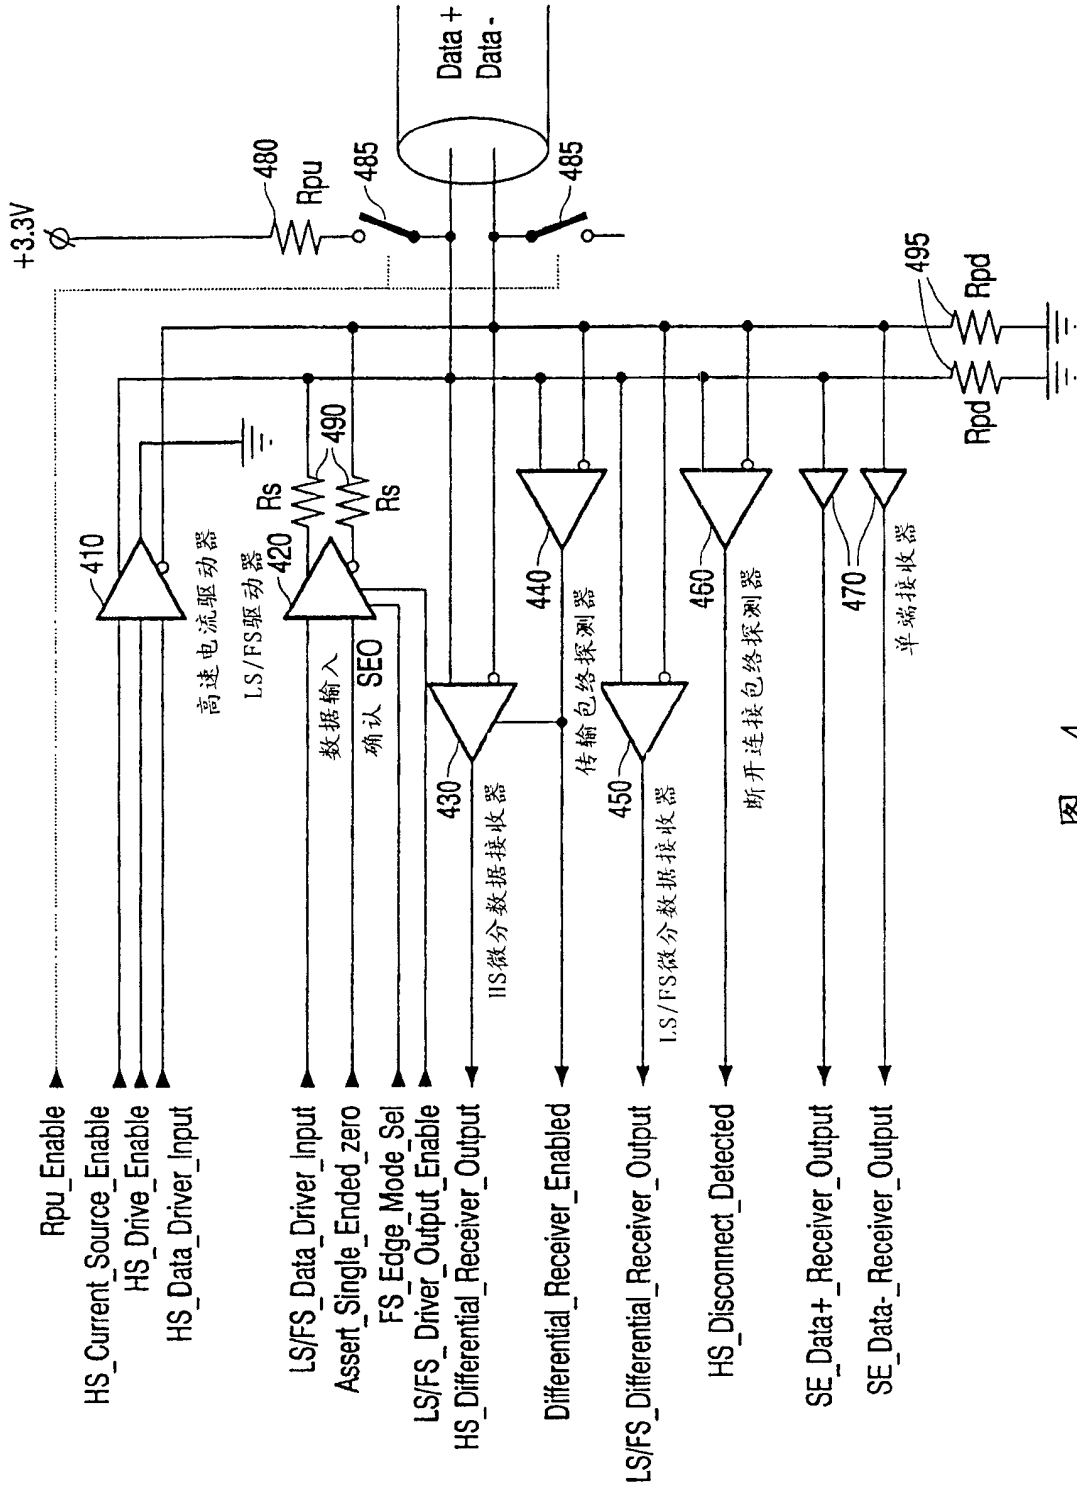 +3.3V
480
Rpu
485
485
Data +
Data -
495
Rpd
Rpd
Rpu_Enable
HS_Current_Source_Enable
HS_Drive_Enable
HS_Data_Driver_Input
410
高速电流驱动器
LS/FS驱动器
420
Rs
490
Rs
数据输入
确认 SEO
LS/FS_Data_Driver_Input
Assert_Single_Ended_zero
FS_Edge_Mode_Sel
LS/FS_Driver_Output_Enable
HS_Differential_Receiver_Output
430
HS微分数据接收器
440
传输包络探测器
Differential_Receiver_Enabled
450
LS/FS微分数据接收器
LS/FS_Differential_Receiver_Output
460
断开连接包络探测器
HS_Disconnect_Detected
470
单端接收器
SE_Data+_Receiver_Output
SE_Data-_Receiver_Output
图 4